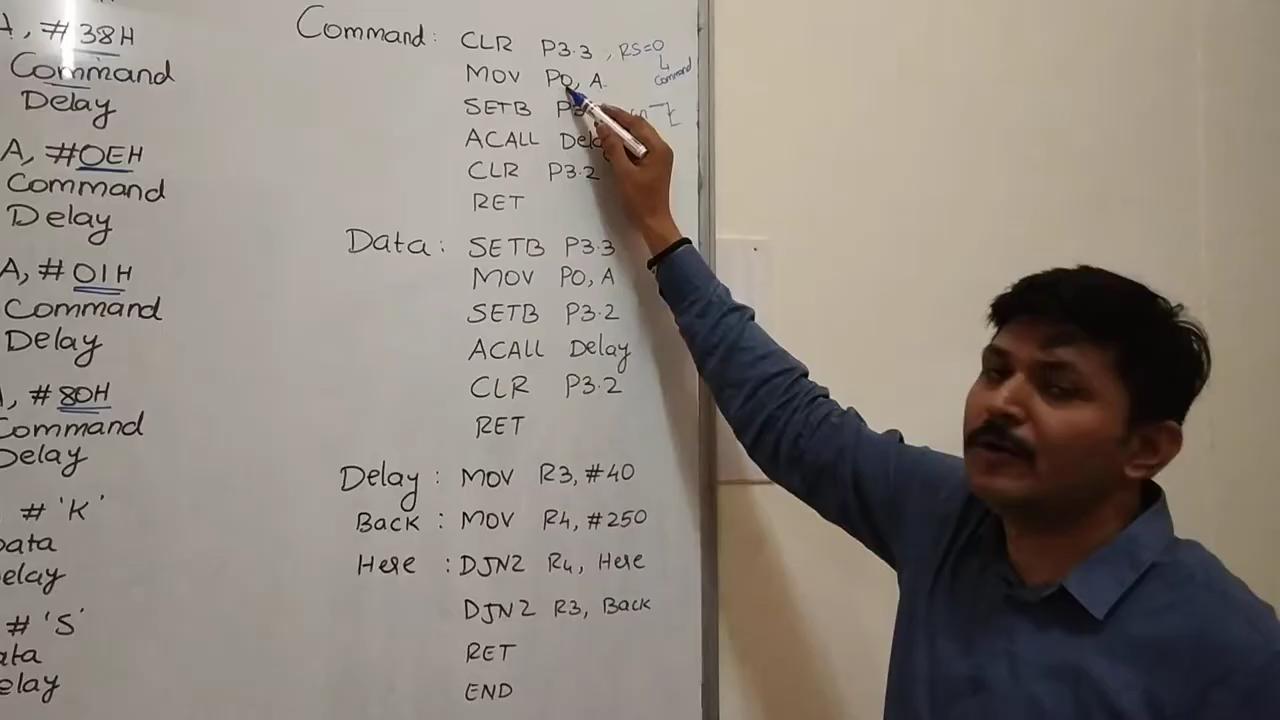 A, #38H
Command
Delay
A, #0EH
Command
Delay
A, #01H
Command
Delay
, #80H
Command
Delay
# 'K'
Data
elay
# 'S'
ata
elay
Command: CLR P3.3, RS=0
Command
MOV P0, A.
SETB
ACALL
CLR P3.2
RET
Data: SETB P3.3
MOV P0, A
SETB P3.2
ACALL Delay
CLR P3.2
RET
Delay: MOV R3, #40
Back: MOV R4, #250
Here: DJNZ R4, Here
DJNZ R3, Back
RET
END